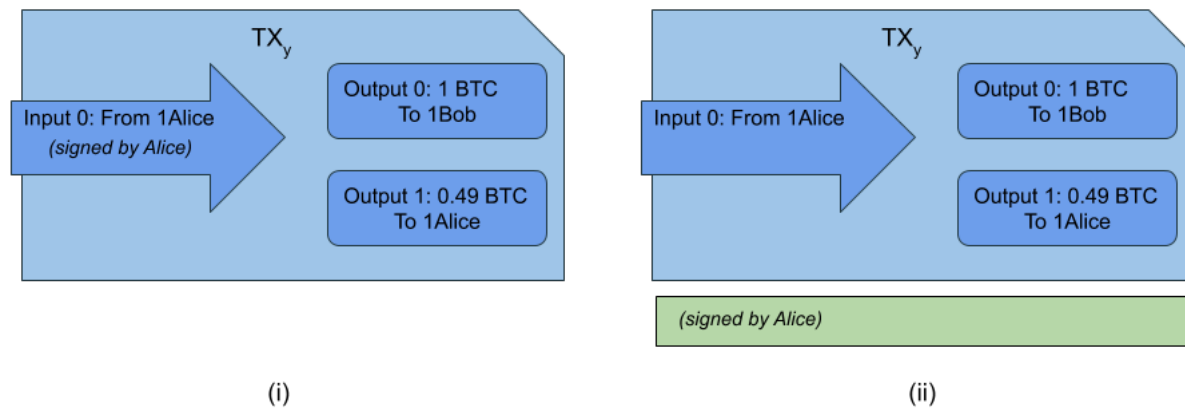 TXy
Input 0: From 1Alice
(signed by Alice)
Output 0: 1 BTC
To 1Bob
Output 1: 0.49 BTC
To 1Alice
(i)
TXy
Input 0: From 1Alice
Output 0: 1 BTC
To 1Bob
Output 1: 0.49 BTC
To 1Alice
(signed by Alice)
(ii)